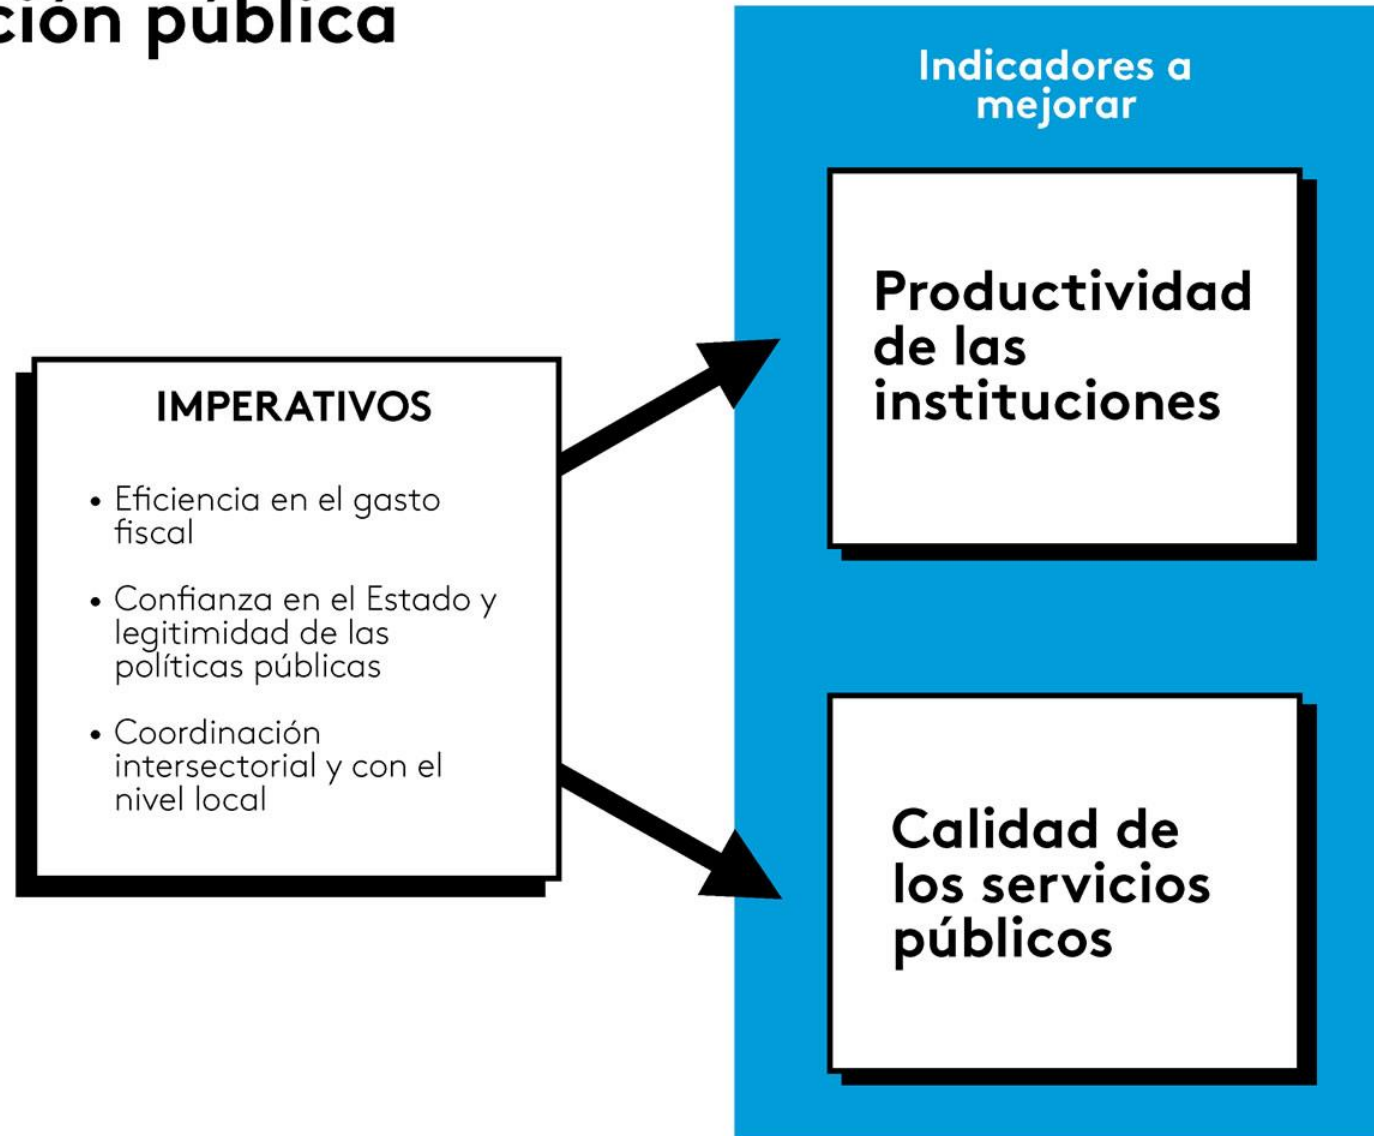 ción pública
Indicadores a
mejorar
Productividad
de las
instituciones
IMPERATIVOS
• Eficiencia en el gasto
fiscal
• Confianza en el Estado y
legitimidad de las
políticas públicas
• Coordinación
intersectorial y con el
nivel local
Calidad de
los servicios
públicos